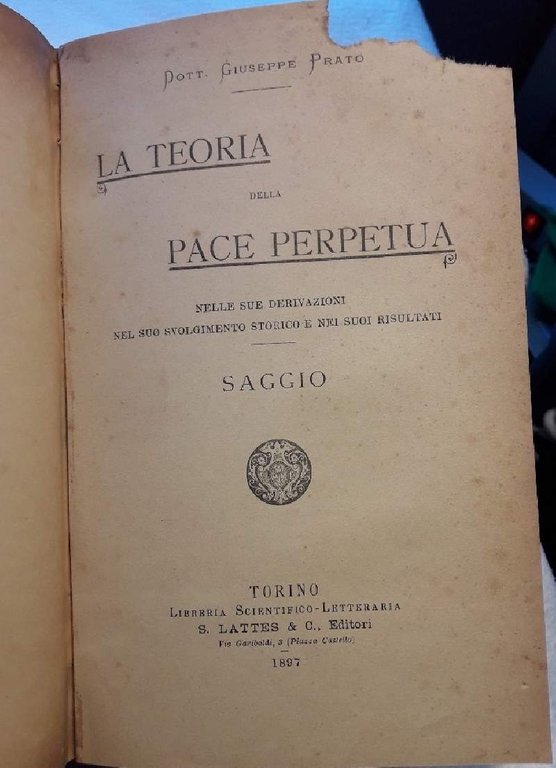 DOTT. GIUSEPPE PRATO
LA TEORIA
DELLA
PACE PERPETUA
NELLE SUE DERIVAZIONI
NEL SUO SVOLGIMENTO STORICO E NEI SUOI RISULTATI
SAGGIO
TORINO
LIBRERIA SCIENTIFICO-LETTERARIA
S. LATTES & C., Editori
Via Garibaldi, 3 (Piazza Castello)
1897